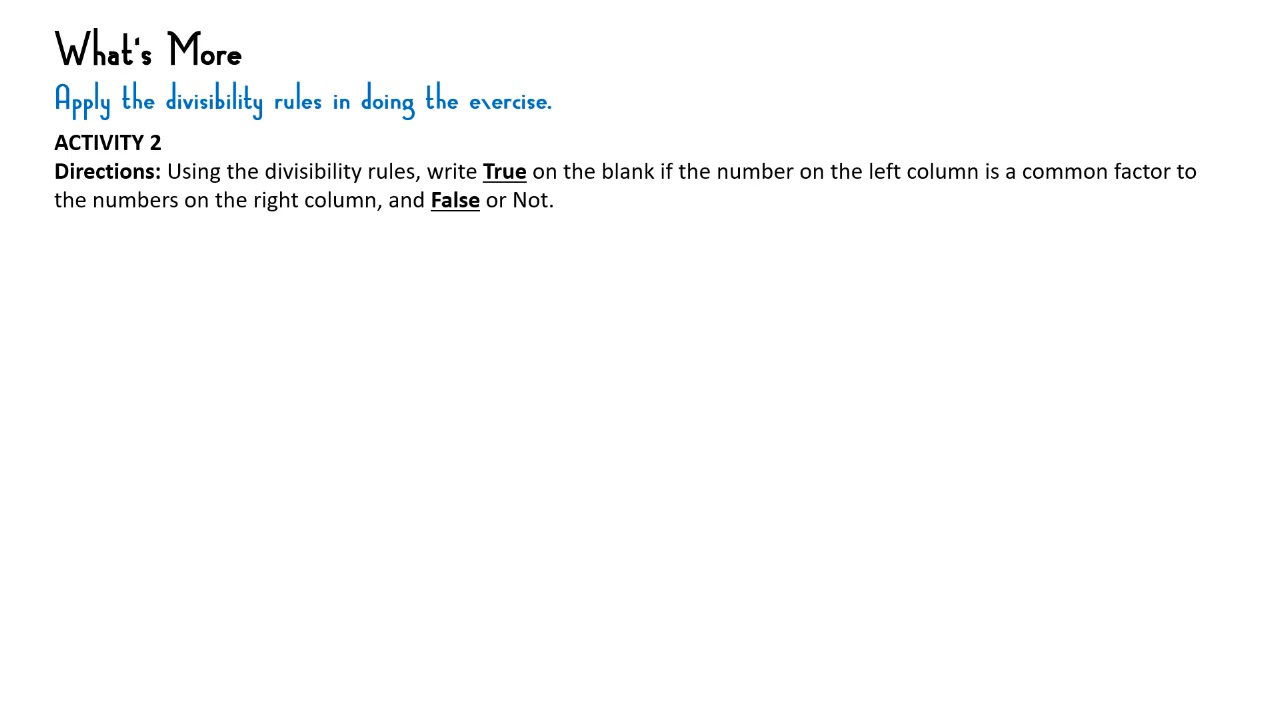 What's More
Apply the divisibility rules in doing the exercise.
ACTIVITY 2
Directions: Using the divisibility rules, write True on the blank if the number on the left column is a common factor to
the numbers on the right column, and False or Not.